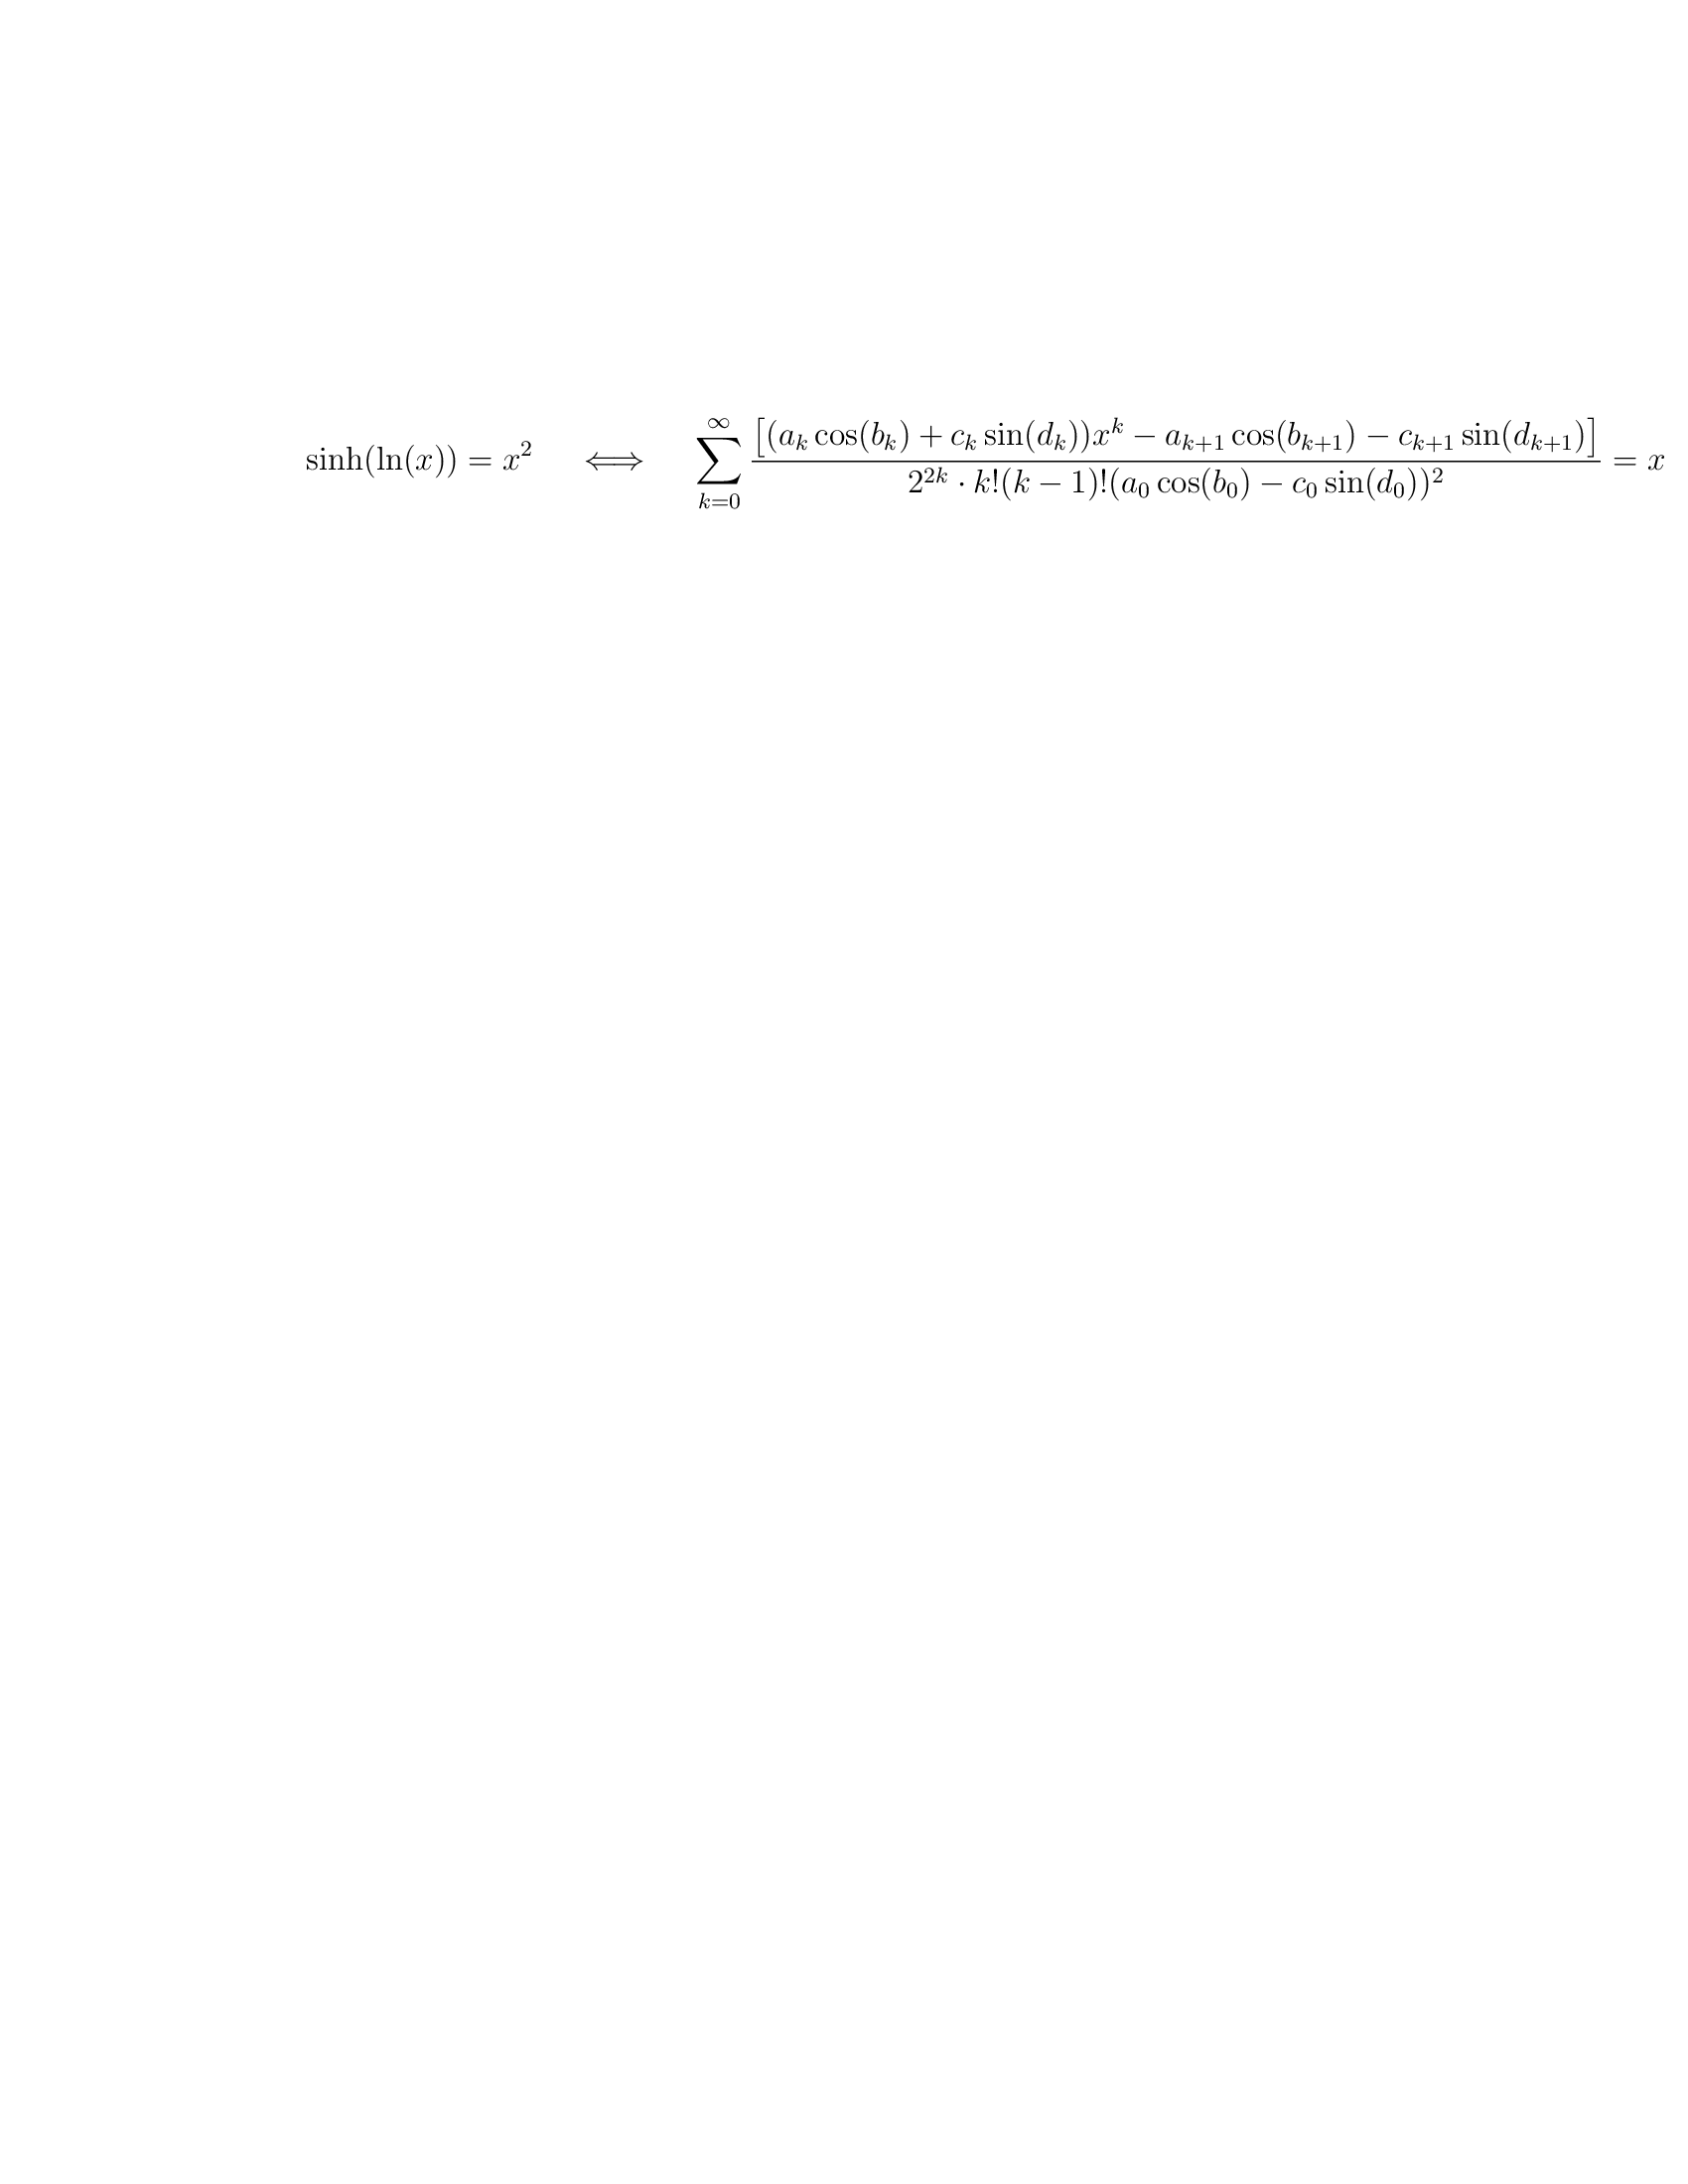 $\sinh(\ln(x)) = x^2 \quad \Longleftrightarrow \quad \sum_{k=0}^{\infty} \frac{\left[(a_k \cos(b_k) + c_k \sin(d_k))x^k - a_{k+1} \cos(b_{k+1}) - c_{k+1} \sin(d_{k+1})\right]}{2^{2k} \cdot k!(k-1)!(a_0 \cos(b_0) - c_0 \sin(d_0))^2} = x$